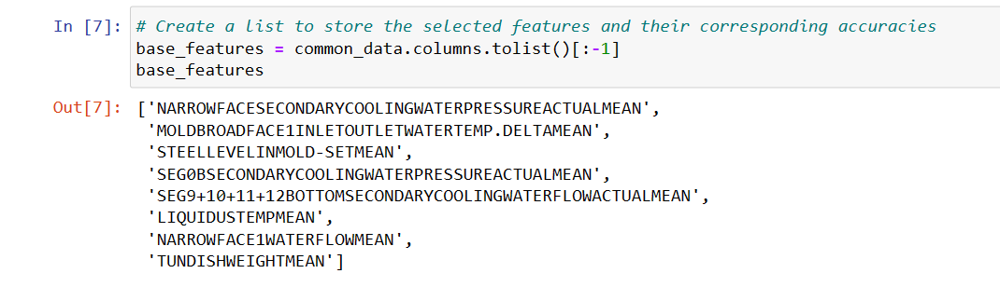 In [7]: # Create a list to store the selected features and their corresponding accuracies
base_features = common_data.columns.tolist()[:-1]
base_features
Out[7]: ['NARROWFACESECONDARYCOOLINGWATERPRESSUREACTUALMEAN',
'MOLDBROADFACE1INLETOUTLETWATERTEMP.DELTAMEAN',
'STEELLEVELINMOLD-SETMEAN',
'SEG0BSECONDARYCOOLINGWATERPRESSUREACTUALMEAN',
'SEG9+10+11+12BOTTOMSECONDARYCOOLINGWATERFLOWACTUALMEAN',
'LIQUIDUSTEMPMEAN',
'NARROWFACE1WATERFLOWMEAN',
'TUNDISHWEIGHTMEAN']